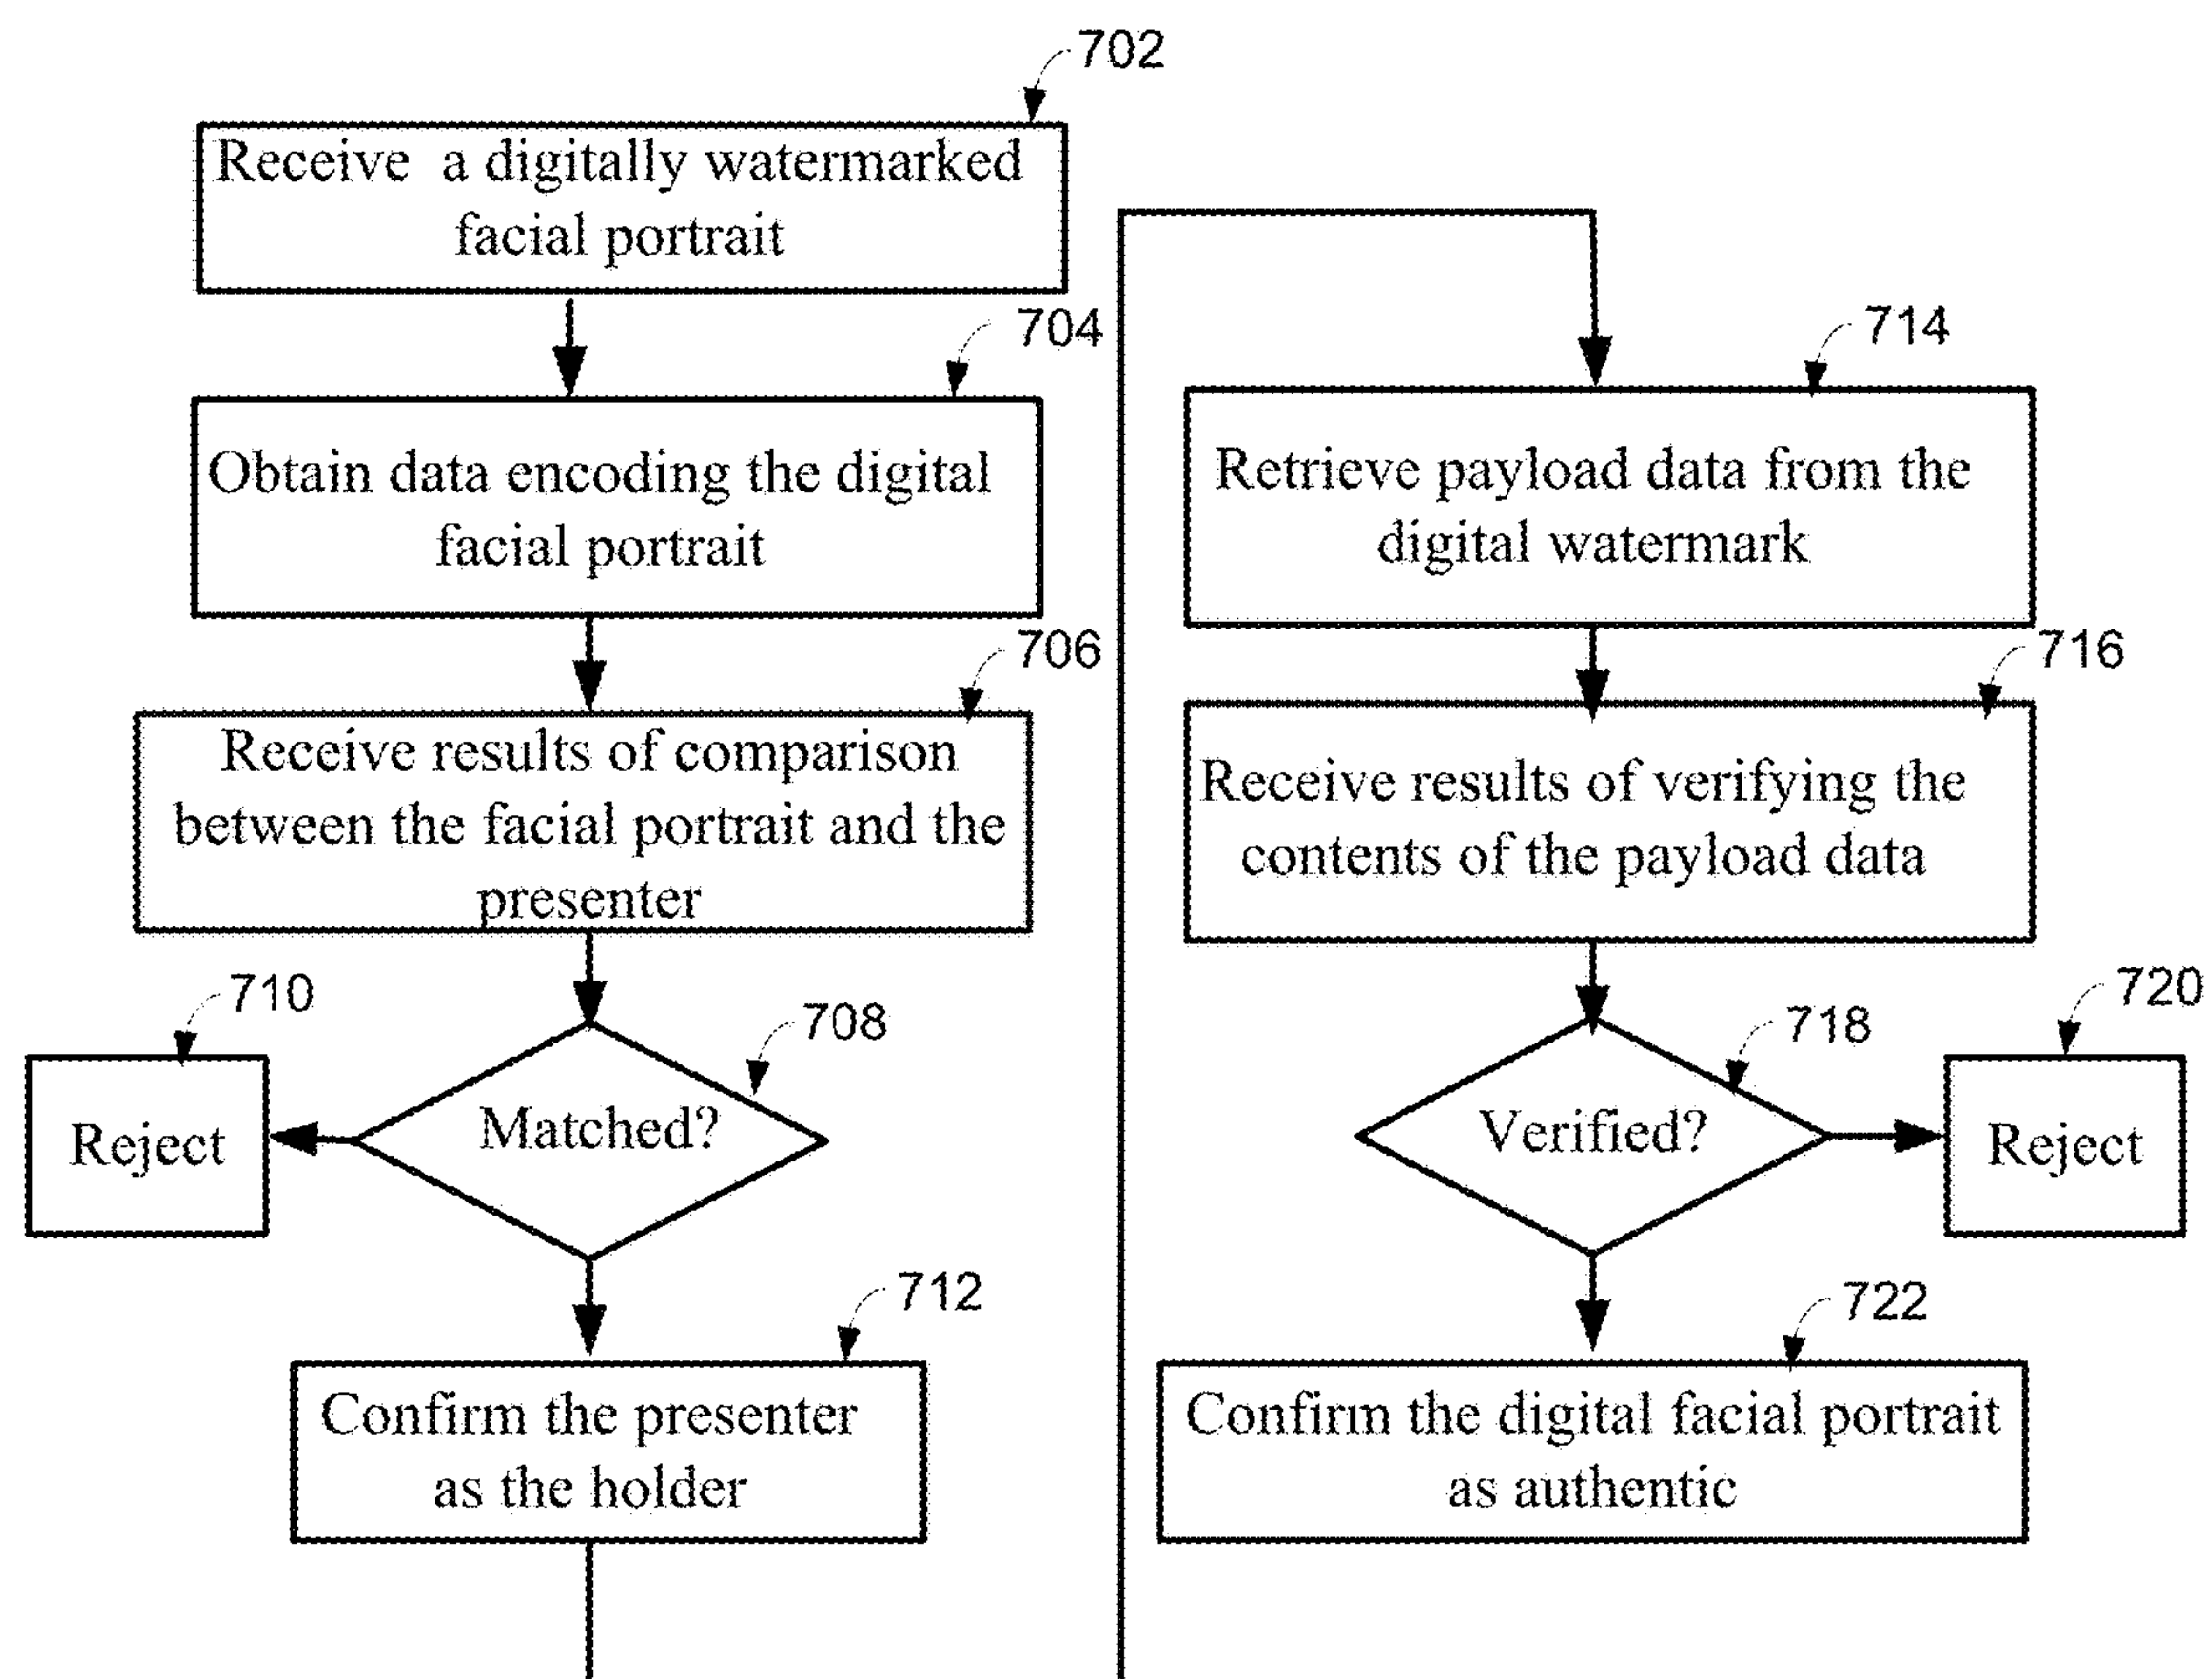 702
Receive a digitally watermarked
facial portrait
704
Obtain data encoding the digital
facial portrait
706
Receive results of comparison
between the facial portrait and the
presenter
710
708
Reject
Matched?
712
Confirm the presenter
as the holder
714
Retrieve payload data from the
digital watermark
716
Receive results of verifying the
contents of the payload data
718
720
Verified?
Reject
722
Confirm the digital facial portrait
as authentic